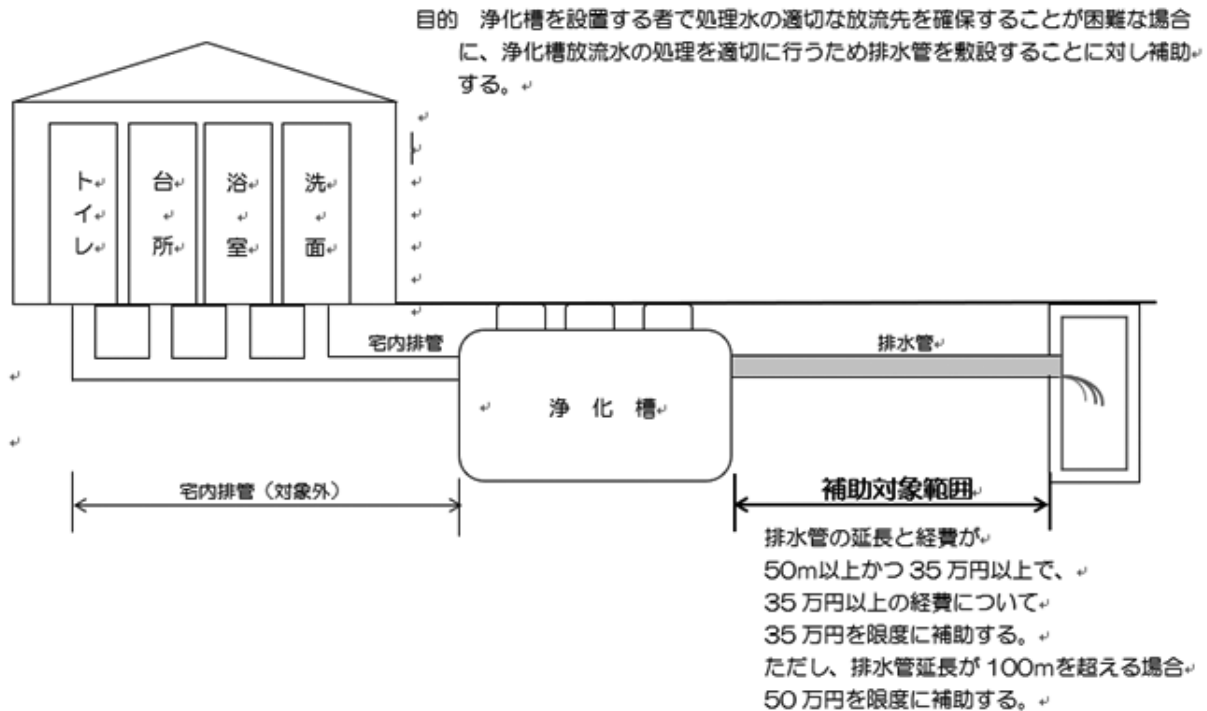 目的　浄化槽を設置する者で処理水の適切な放流先を確保することが困難な場合
に、浄化槽放流水の処理を適切に行うため排水管を敷設することに対し補助
する。
トイレ
台所
浴室
洗面
宅内排管
排水管
浄　化　槽
宅内排管（対象外）
補助対象範囲
排水管の延長と経費が
50m以上かつ 35 万円以上で、
35 万円以上の経費について
35 万円を限度に補助する。
ただし、排水管延長が 100mを超える場合
50 万円を限度に補助する。